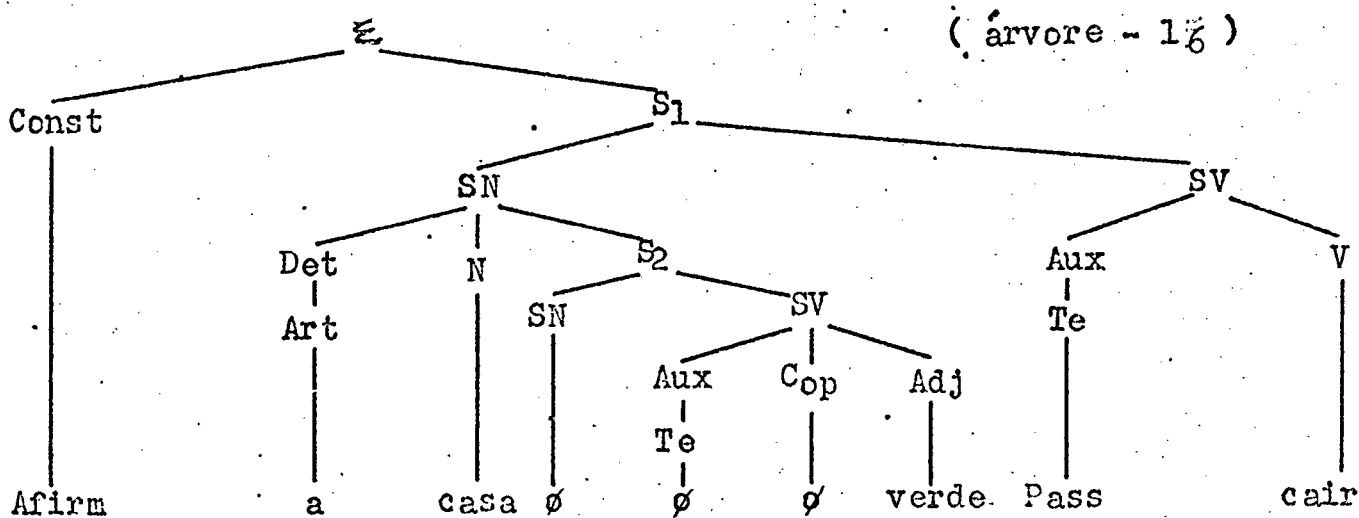 ( árvore - 16 )
Σ
Const S1
SN SV
Det N S2 Aux V
Art SN SV Te
Aux Cop Adj
Te
Afirm a casa ø ø ø verde Pass cair